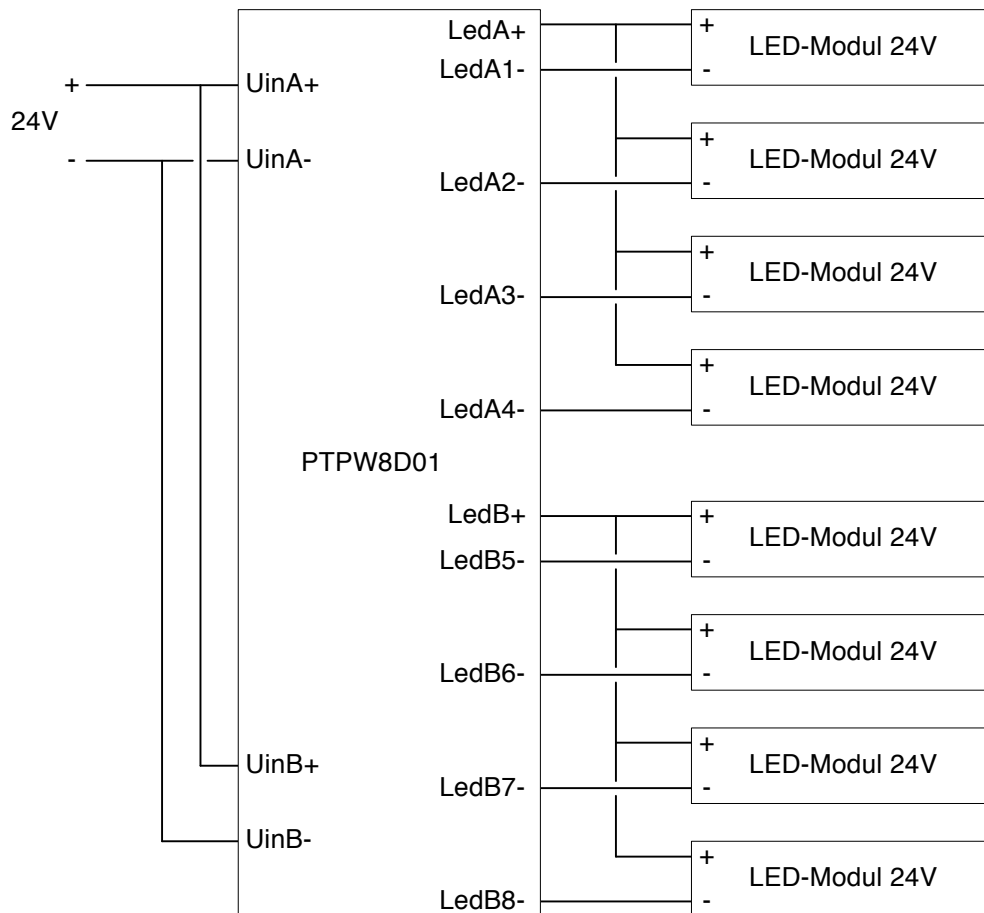 LedA+
+
LED-Modul 24V
LedA1-
-
+
UinA+
24V
-
UinA-
+
LED-Modul 24V
LedA2-
-
+
LED-Modul 24V
LedA3-
-
+
LED-Modul 24V
LedA4-
-
PTPW8D01
LedB+
+
LED-Modul 24V
LedB5-
-
+
LED-Modul 24V
LedB6-
-
+
LED-Modul 24V
UinB+
LedB7-
-
UinB-
+
LED-Modul 24V
LedB8-
-